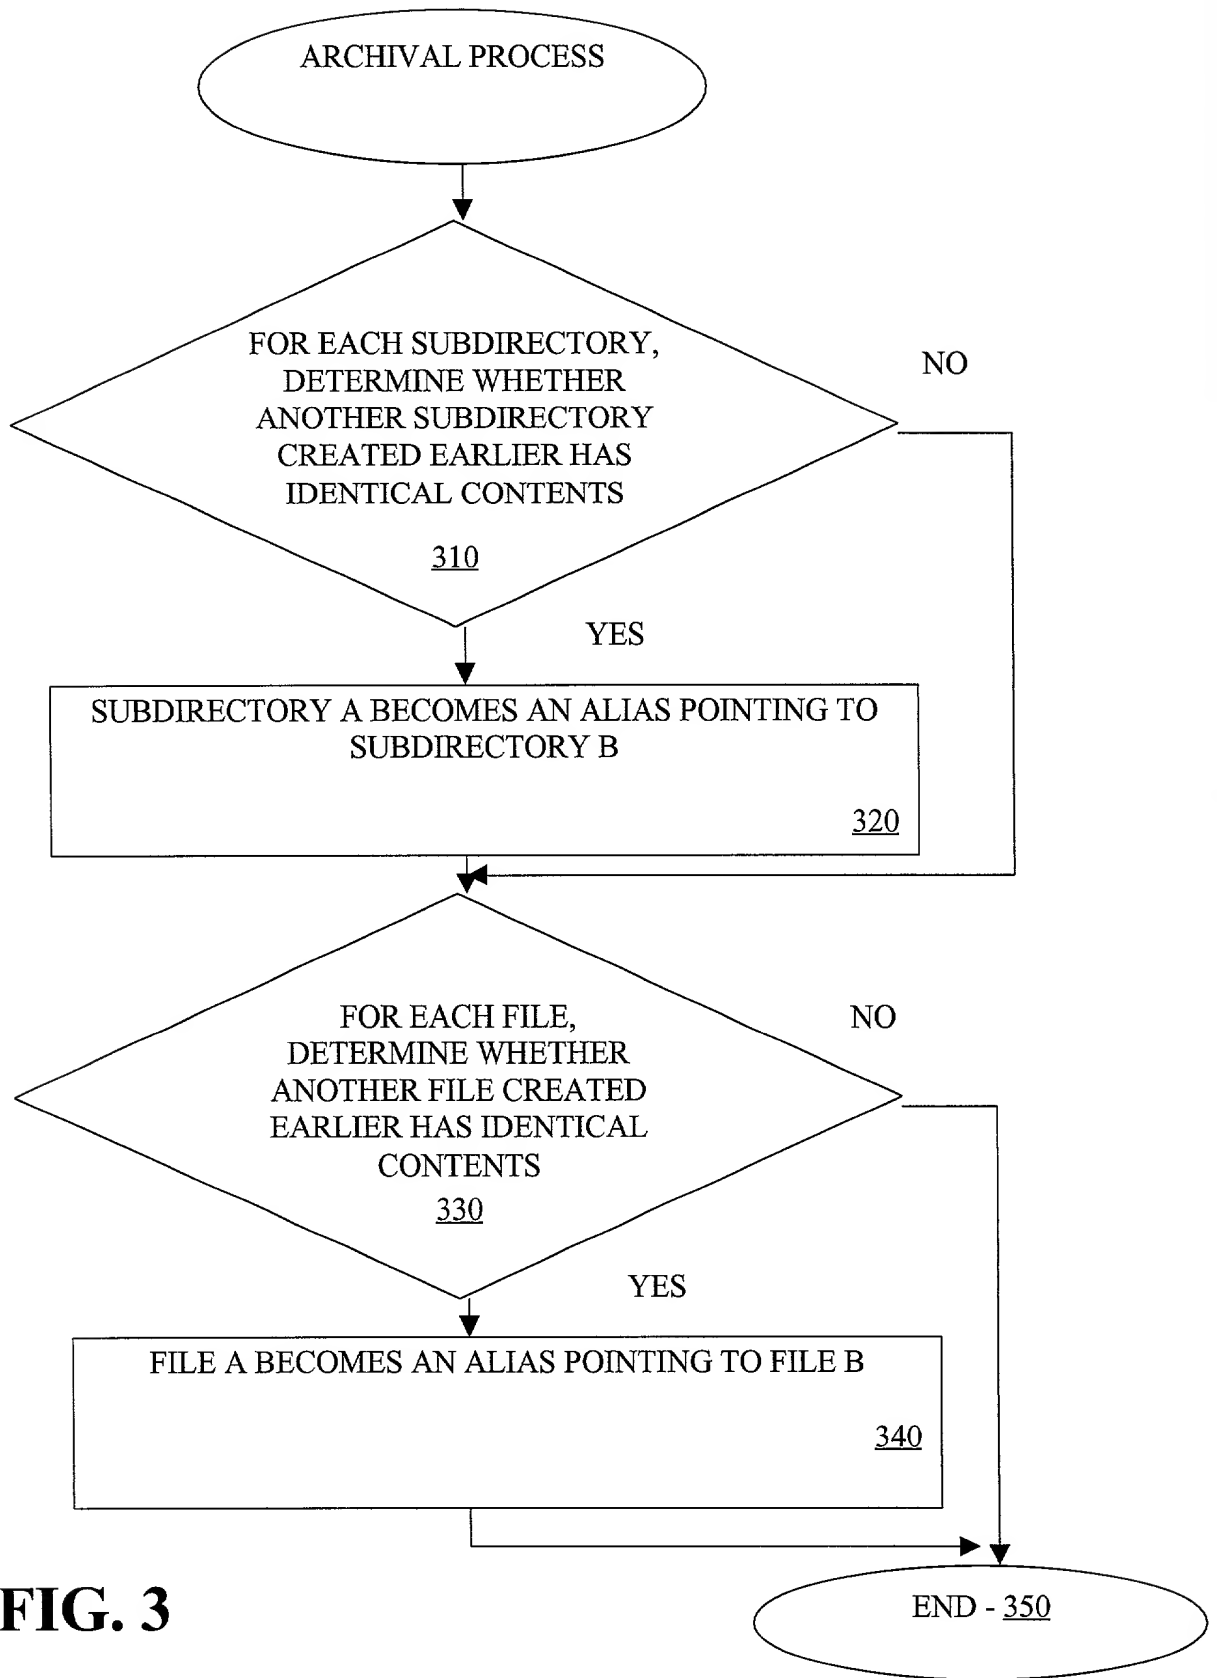 ARCHIVAL PROCESS
FOR EACH SUBDIRECTORY,
DETERMINE WHETHER
ANOTHER SUBDIRECTORY
CREATED EARLIER HAS
IDENTICAL CONTENTS
310
NO
YES
SUBDIRECTORY A BECOMES AN ALIAS POINTING TO
SUBDIRECTORY B
320
FOR EACH FILE,
DETERMINE WHETHER
ANOTHER FILE CREATED
EARLIER HAS IDENTICAL
CONTENTS
330
NO
YES
FILE A BECOMES AN ALIAS POINTING TO FILE B
340
END - 350
FIG. 3